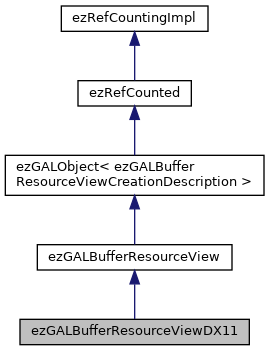 ezRefCountingImpl
ezRefCounted
ezGALObject< ezGALBuffer
ResourceViewCreationDescription >
ezGALBufferResourceView
ezGALBufferResourceViewDX11